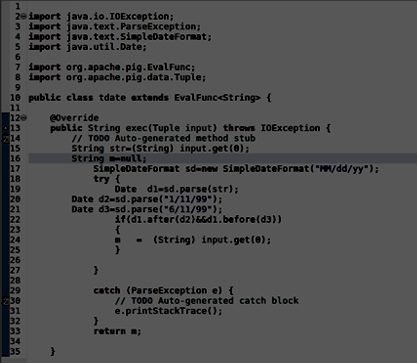 1
2 import java.io.IOException;
3 import java.text.ParseException;
4 import java.text.SimpleDateFormat;
5 import java.util.Date;
6
7 import org.apache.pig.EvalFunc;
8 import org.apache.pig.data.Tuple;
9
10 public class tdate extends EvalFunc<String> {
11
12 @Override
13 public String exec(Tuple input) throws IOException {
14 // TODO Auto-generated method stub
15 String str=(String) input.get(0);
16 String m=null;
17 SimpleDateFormat sd=new SimpleDateFormat("MM/dd/yy");
18 try {
19 Date d1=sd.parse(str);
20 Date d2=sd.parse("1/11/99");
21 Date d3=sd.parse("6/11/99");
22 if(d1.after(d2)&&d1.before(d3))
23 {
24 m = (String) input.get(0);
25 }
26
27 }
28
29 catch (ParseException e) {
30 // TODO Auto-generated catch block
31 e.printStackTrace();
32 }
33 return m;
34
35 }